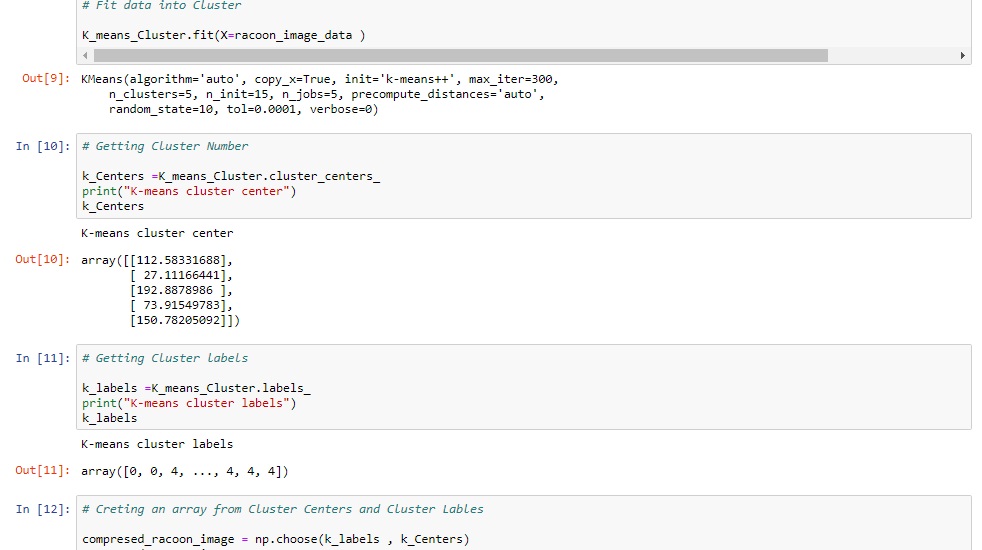 # Fit data into Cluster
K_means_Cluster.fit(X=racoon_image_data )
Out[9]: KMeans(algorithm='auto', copy_x=True, init='k-means++', max_iter=300,
n_clusters=5, n_init=15, n_jobs=5, precompute_distances='auto',
random_state=10, tol=0.0001, verbose=0)
In [10]: # Getting Cluster Number
k_Centers =K_means_Cluster.cluster_centers_
print("K-means cluster center")
k_Centers
K-means cluster center
Out[10]: array([[112.58331688],
[ 27.11166441],
[192.8878986 ],
[ 73.91549783],
[150.78205092]])
In [11]: # Getting Cluster labels
k_labels =K_means_Cluster.labels_
print("K-means cluster labels")
k_labels
K-means cluster labels
Out[11]: array([0, 0, 4, ..., 4, 4, 4])
In [12]: # Creting an array from Cluster Centers and Cluster Lables
compresed_racoon_image = np.choose(k_labels , k_Centers)